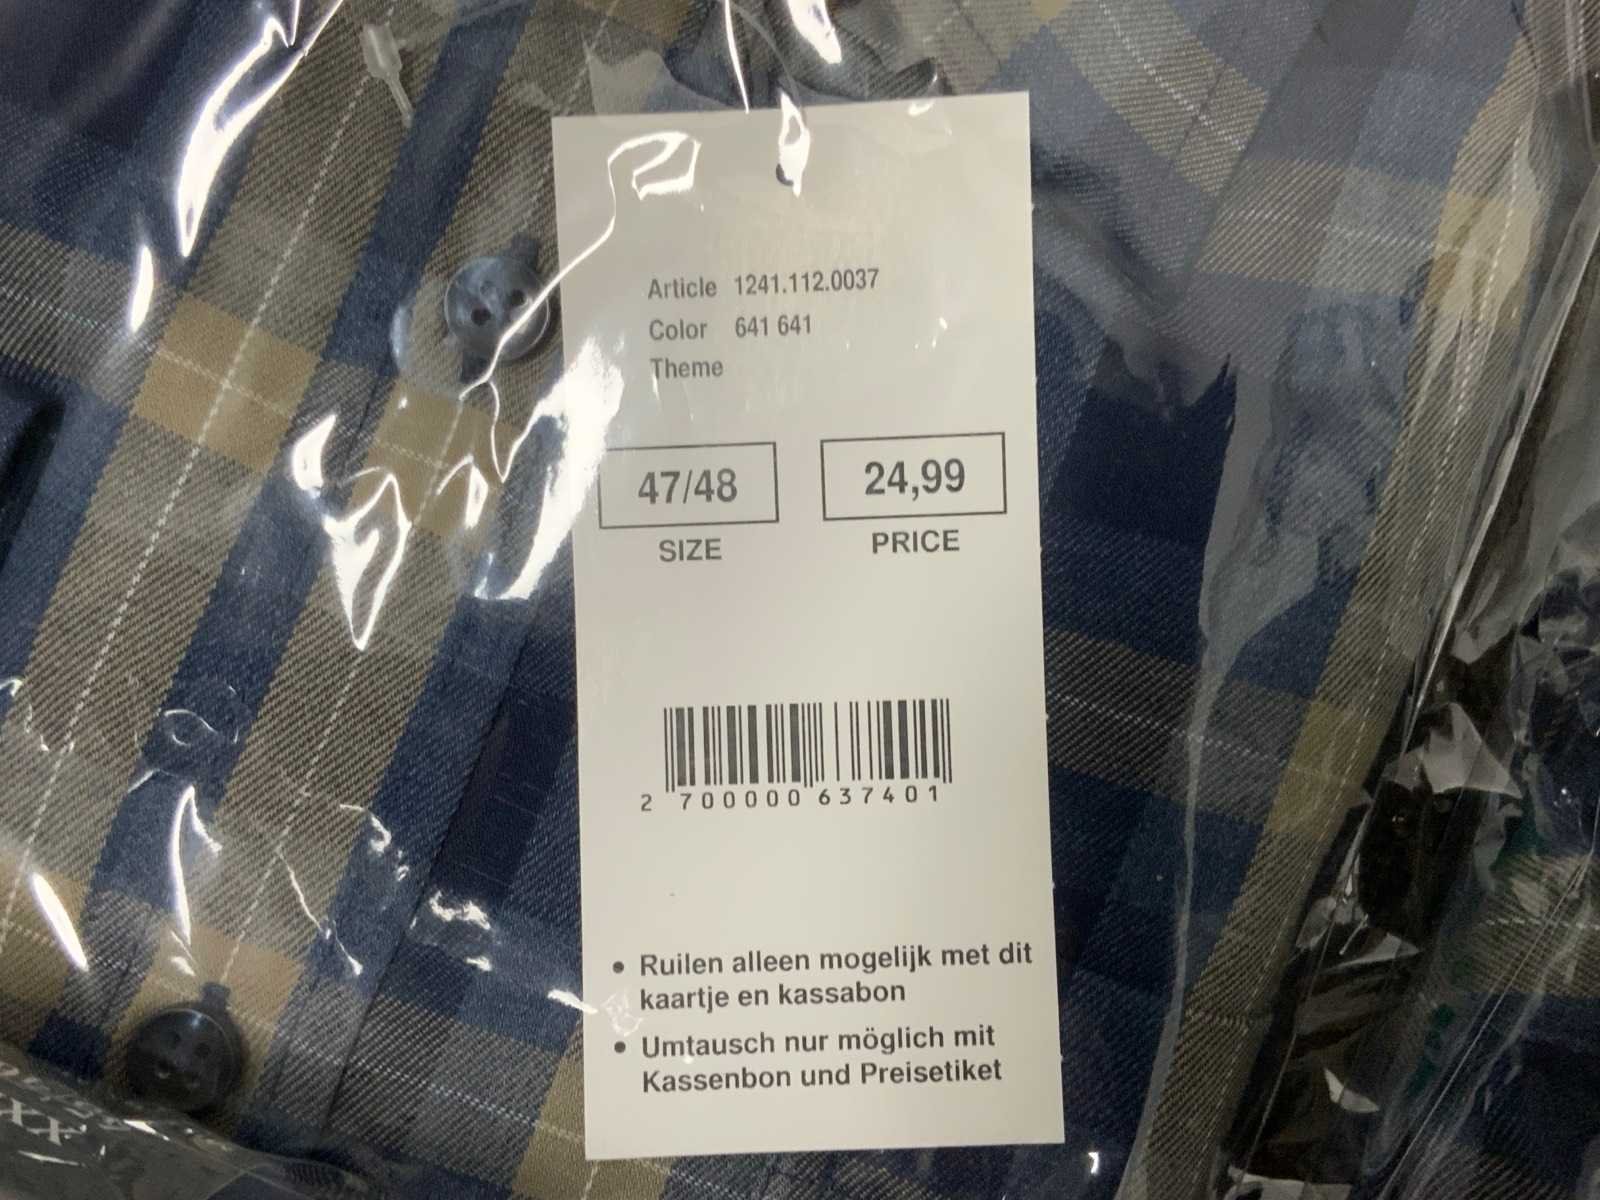 Article 1241.112.0037
Color 641 641
Theme
47/48
SIZE
24,99
PRICE
2 700000 637401
• Ruilen alleen mogelijk met dit
kaartje en kassabon
• Umtausch nur möglich mit
Kassenbon und Preisetiket